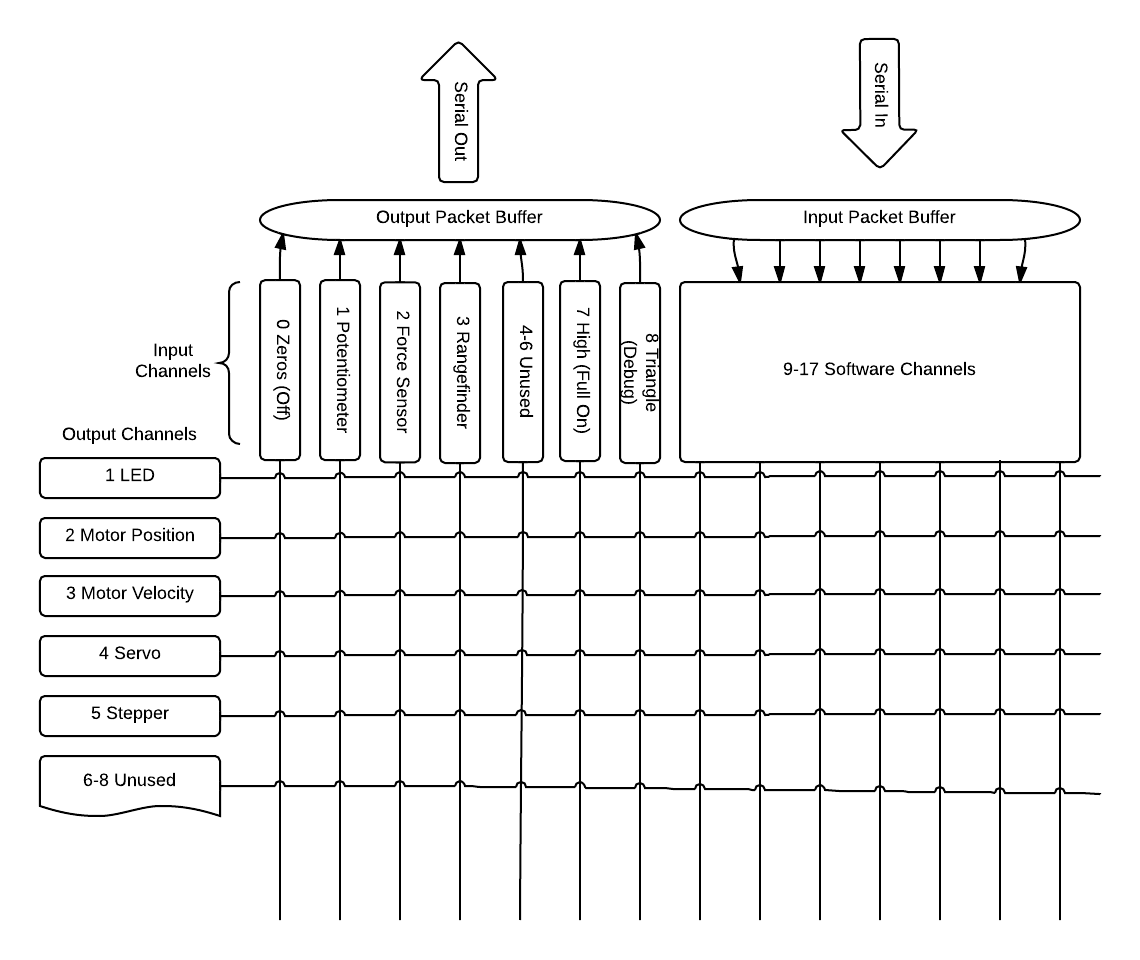 Serial Out
Serial In
Output Packet Buffer
Input Packet Buffer
Input
Channels
0 Zeros (Off)
1 Potentiometer
2 Force Sensor
3 Rangefinder
4-6 Unused
7 High (Full On)
8 Triangle
(Debug)
9-17 Software Channels
Output Channels
1 LED
2 Motor Position
3 Motor Velocity
4 Servo
5 Stepper
6-8 Unused